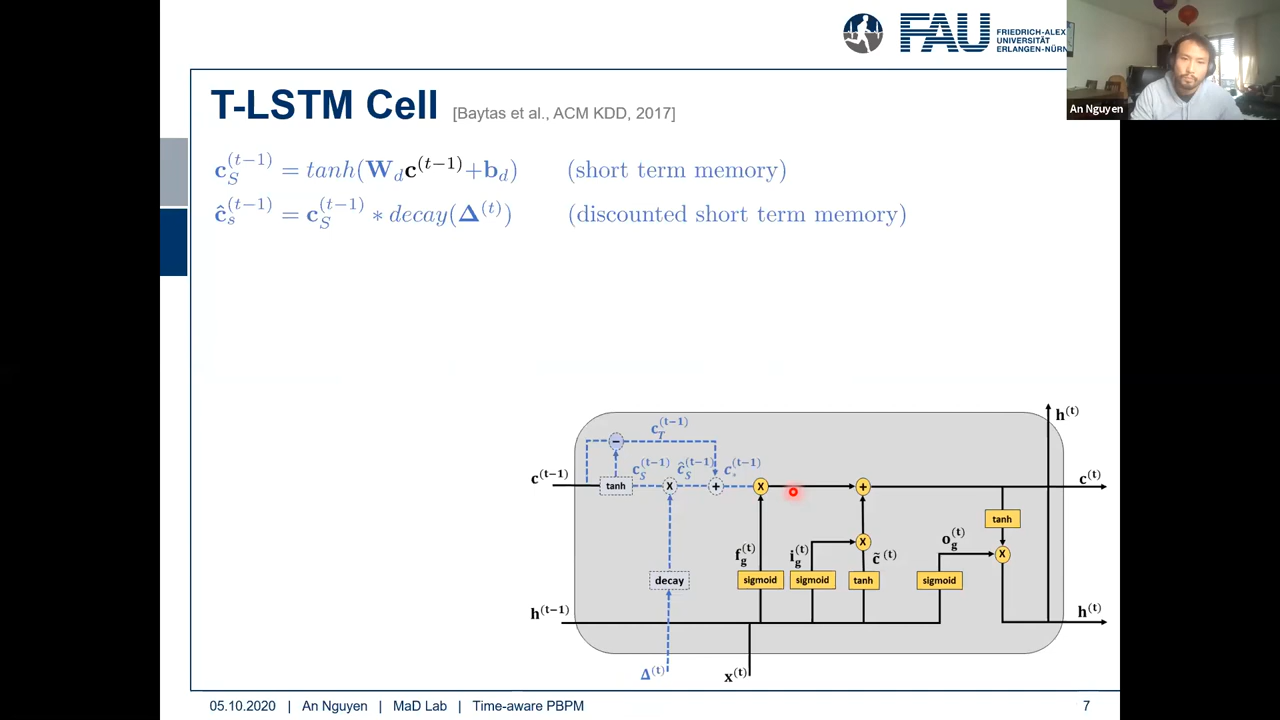 FAU
FRIEDRICH-ALEX
UNIVERSITÄT
ERLANGEN-NÜRN
An Nguyen
T-LSTM Cell [Baytas et al., ACM KDD, 2017]
c_S^(t−1) = tanh(W_d c^(t−1)+b_d) (short term memory)
ĉ_s^(t−1) = c_S^(t−1) ∗ decay(Δ^(t)) (discounted short term memory)
h^(t)
c_T^(t−1)
−
c^(t−1)
tanh
c_S^(t−1)
X
ĉ_S^(t−1)
+
c_*^(t−1)
X
+
c^(t)
tanh
f_g^(t)
i_g^(t)
X
c̃^(t)
o_g^(t)
X
decay
sigmoid
sigmoid
tanh
sigmoid
h^(t−1)
h^(t)
Δ^(t)
x^(t)
05.10.2020 | An Nguyen | MaD Lab | Time-aware PBPM
7